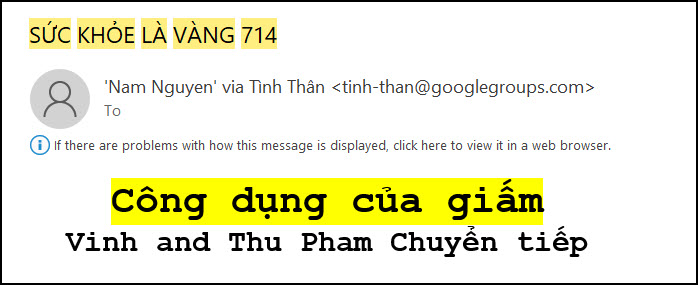 SỨC KHỎE LÀ VÀNG 714
'Nam Nguyen' via Tình Thân <tinh-than@googlegroups.com>
To
If there are problems with how this message is displayed, click here to view it in a web browser.
Công dụng của giấm
Vinh and Thu Pham Chuyển tiếp